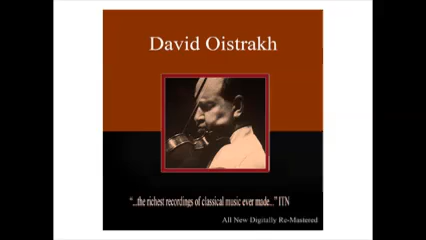 David Oistrakh
“...the richest recordings of classical music ever made...” ITN
All New Digitally Re-Mastered